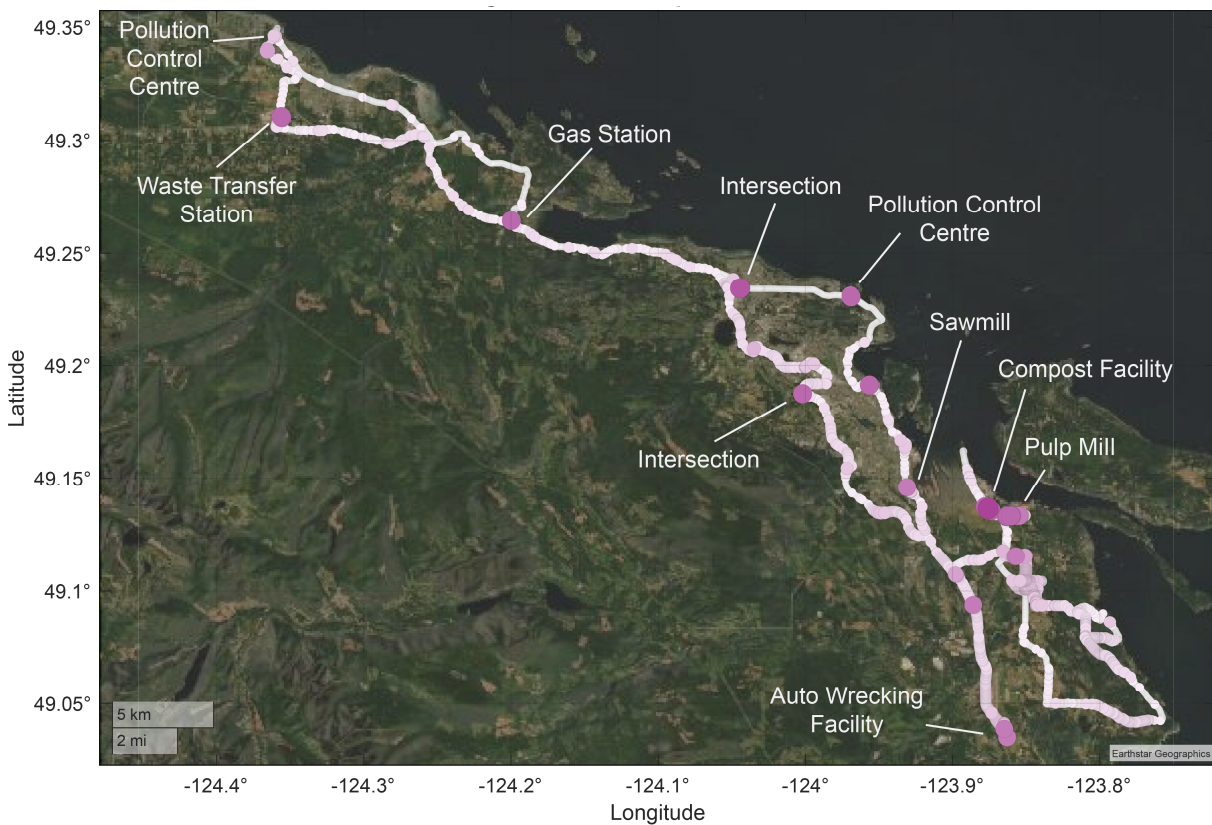 49.35°
Pollution
Control
Centre
49.3°
Gas Station
Waste Transfer
Station
Intersection
Pollution Control
Centre
49.25°
Sawmill
49.2°
Compost Facility
Pulp Mill
Intersection
49.15°
49.1°
Auto Wrecking
Facility
49.05°
5 km
2 mi
Earthstar Geographics
-124.4°
-124.3°
-124.2°
-124.1°
-124°
-123.9°
-123.8°
Latitude
Longitude